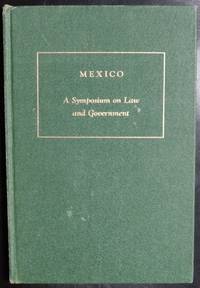 MEXICO
A Symposium on Law
and Government